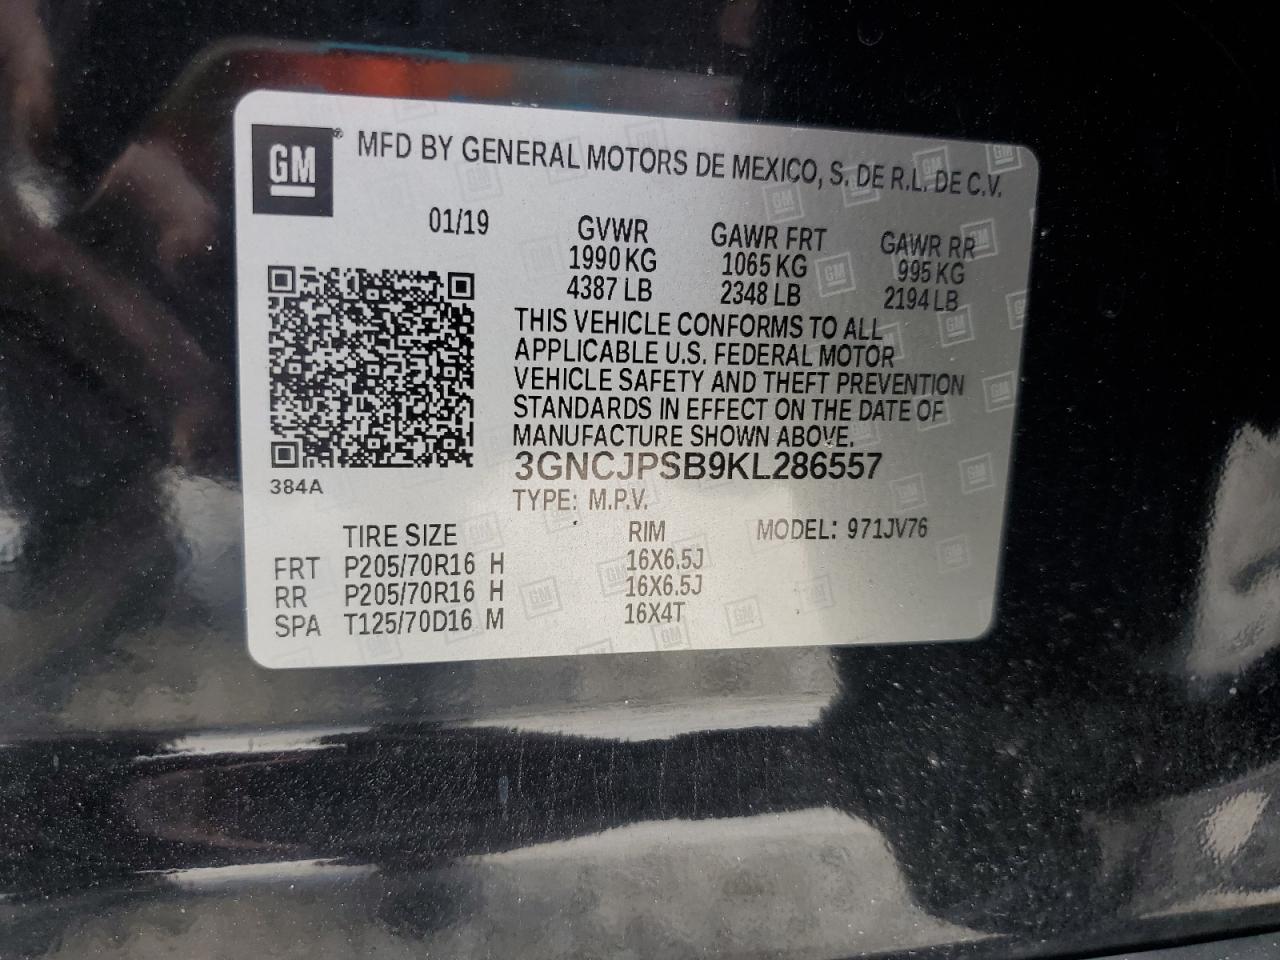 GM® MFD BY GENERAL MOTORS DE MEXICO, S. DE R.L. DE C.V.
01/19 GVWR GAWR FRT GAWR RR
1990 KG 1065 KG 995 KG
4387 LB 2348 LB 2194 LB
THIS VEHICLE CONFORMS TO ALL
APPLICABLE U.S. FEDERAL MOTOR
VEHICLE SAFETY AND THEFT PREVENTION
STANDARDS IN EFFECT ON THE DATE OF
MANUFACTURE SHOWN ABOVE.
3GNCJPSB9KL286557
384A
TYPE: M.P.V.
TIRE SIZE RIM MODEL: 971JV76
FRT P205/70R16 H 16X6.5J
RR P205/70R16 H 16X6.5J
SPA T125/70D16 M 16X4T